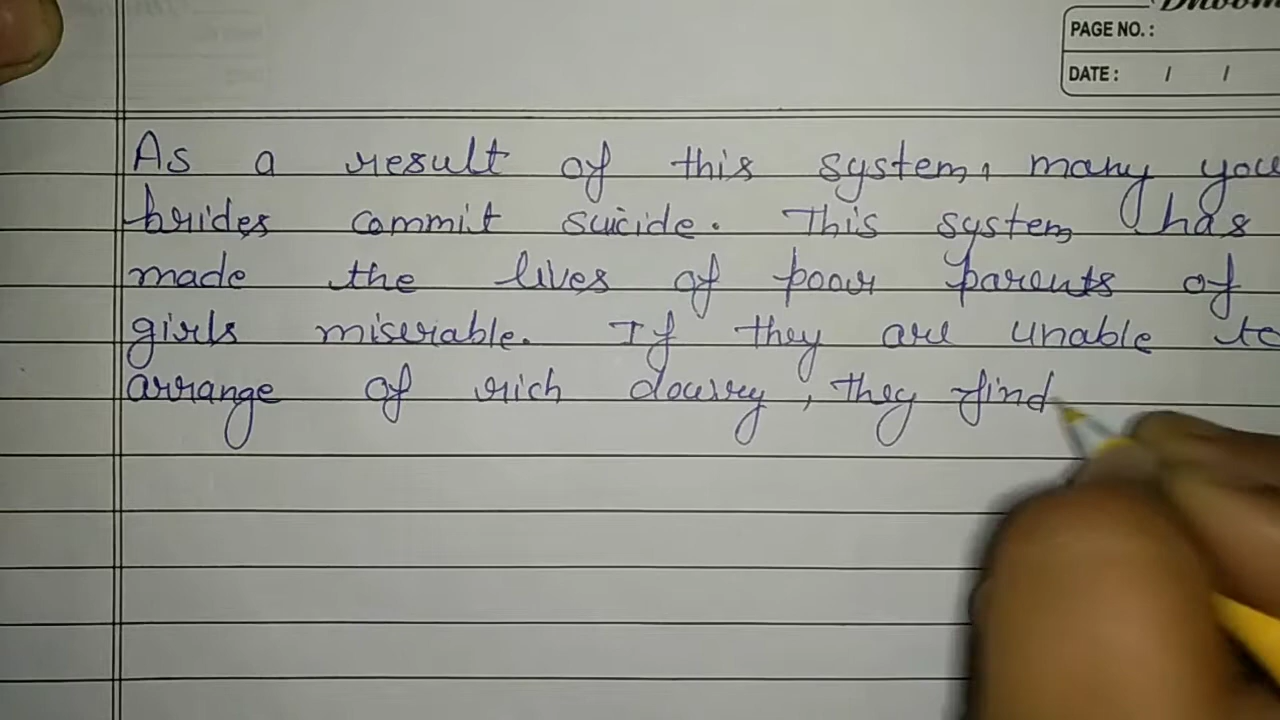 PAGE NO. :
DATE : / /
As a result of this system, many you
brides commit suicide. This system has
made the lives of poor parents of
girls miserable. If they are unable to
arrange of rich dowry, they find